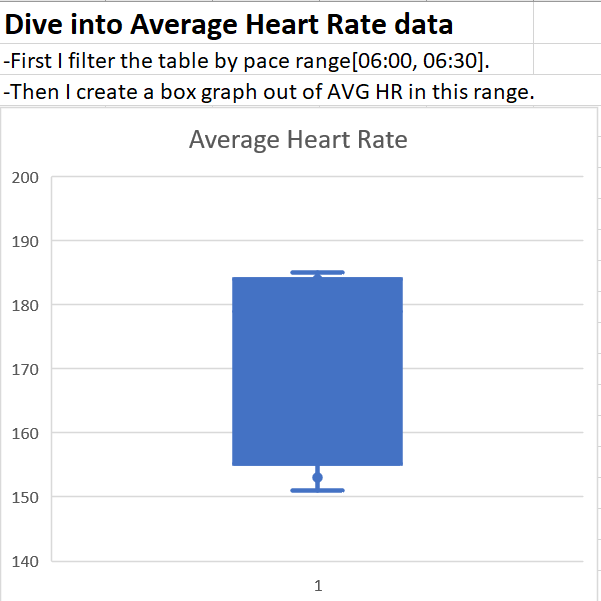 Dive into Average Heart Rate data
-First I filter the table by pace range[06:00, 06:30].
-Then I create a box graph out of AVG HR in this range.
Average Heart Rate
200
190
180
170
160
150
140
1